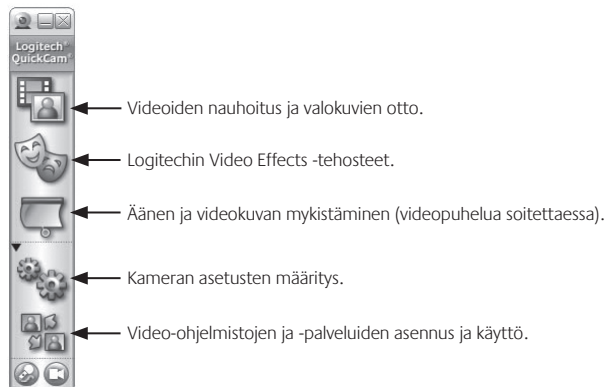 Logitech®
QuickCam®
Videoiden nauhoitus ja valokuvien otto.
Logitechin Video Effects -tehosteet.
Äänen ja videokuvan mykistäminen (videopuhelua soitettaessa).
Kameran asetusten määritys.
Video-ohjelmistojen ja -palveluiden asennus ja käyttö.